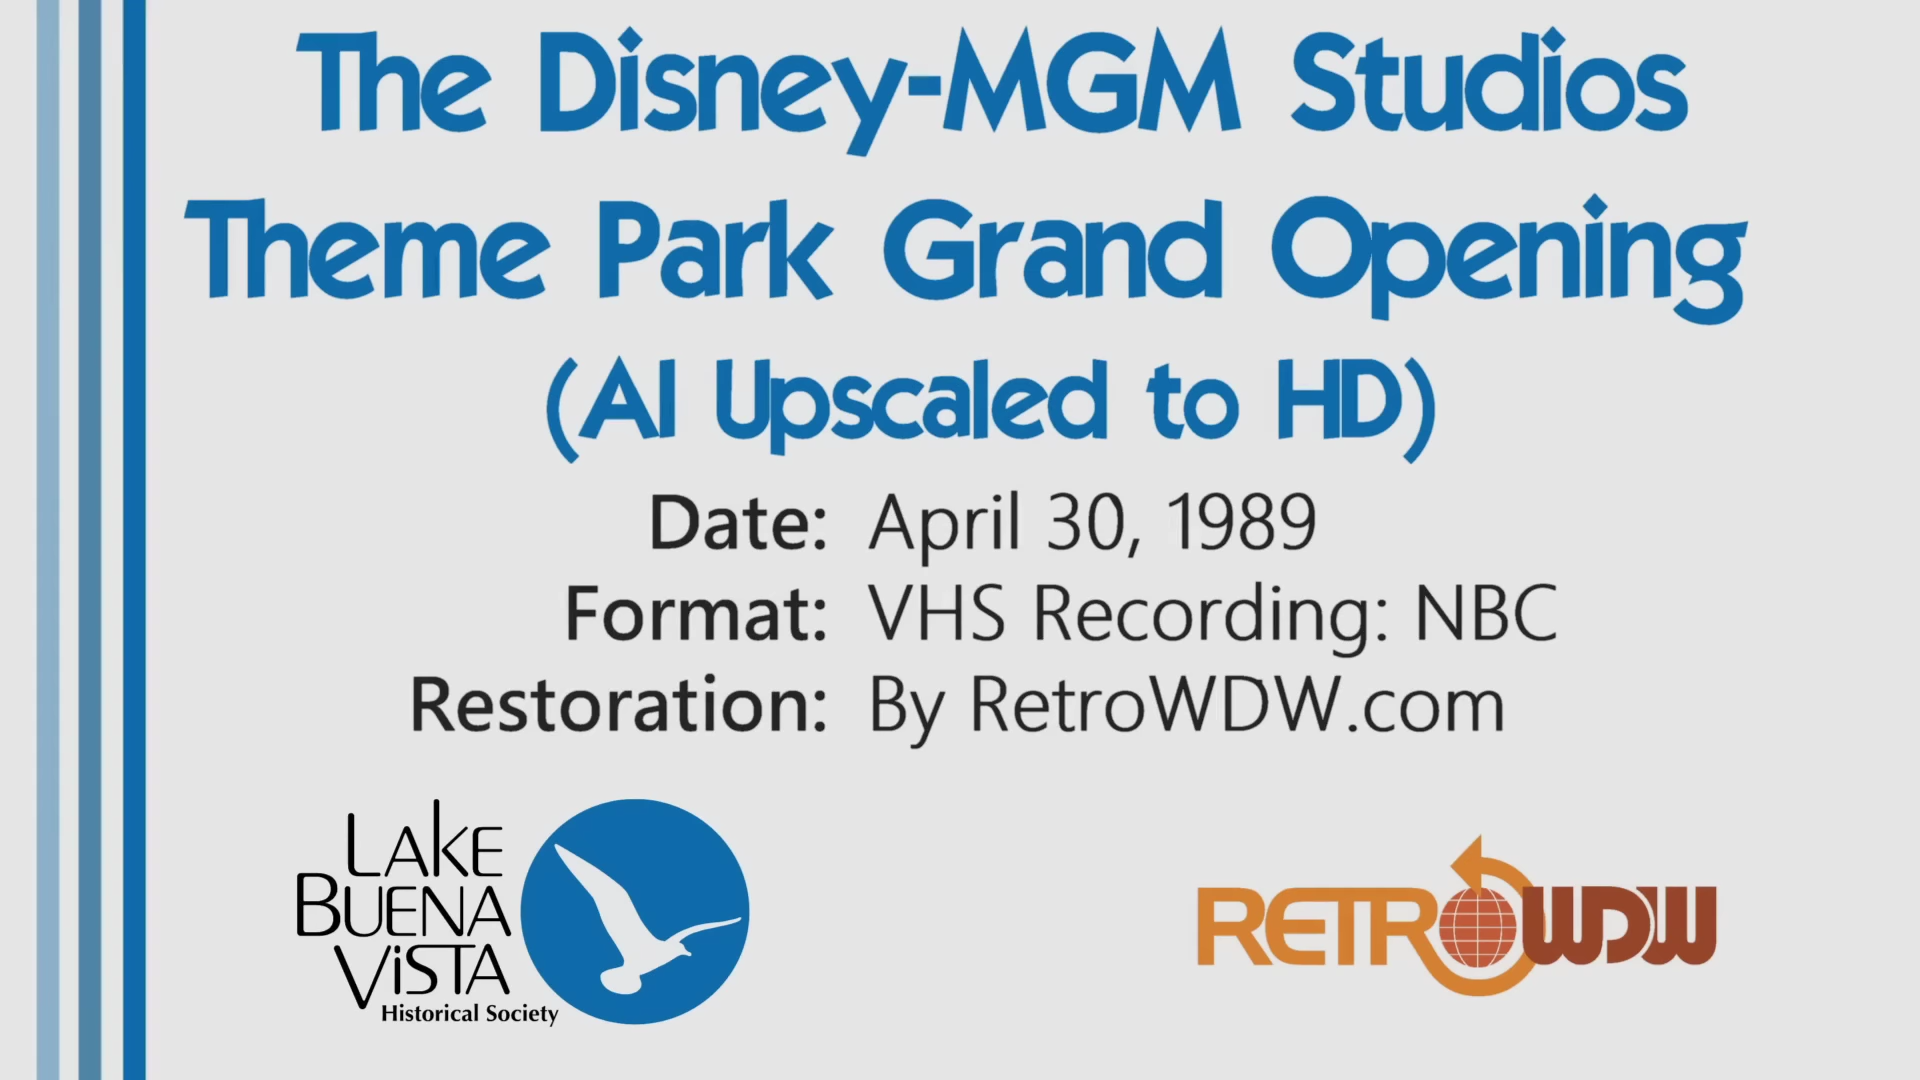 The Disney-MGM Studios
Theme Park Grand Opening
(AI Upscaled to HD)
Date: April 30, 1989
Format: VHS Recording: NBC
Restoration: By RetroWDW.com
LAKE
BUENA
ViSTA
Historical Society
RETROWDW